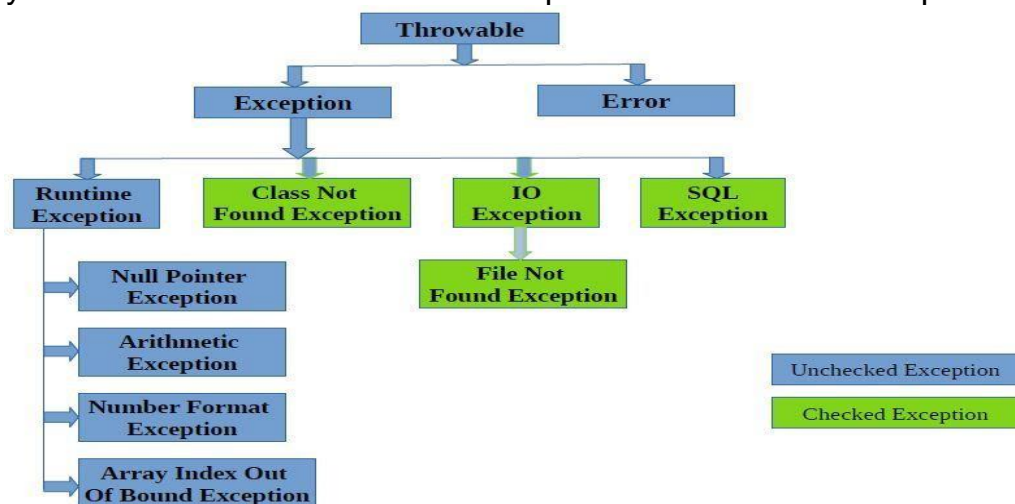 Throwable
Exception
Error
Runtime
Exception
Class Not
Found Exception
IO
Exception
SQL
Exception
File Not
Found Exception
Null Pointer
Exception
Arithmetic
Exception
Number Format
Exception
Array Index Out
Of Bound Exception
Unchecked Exception
Checked Exception